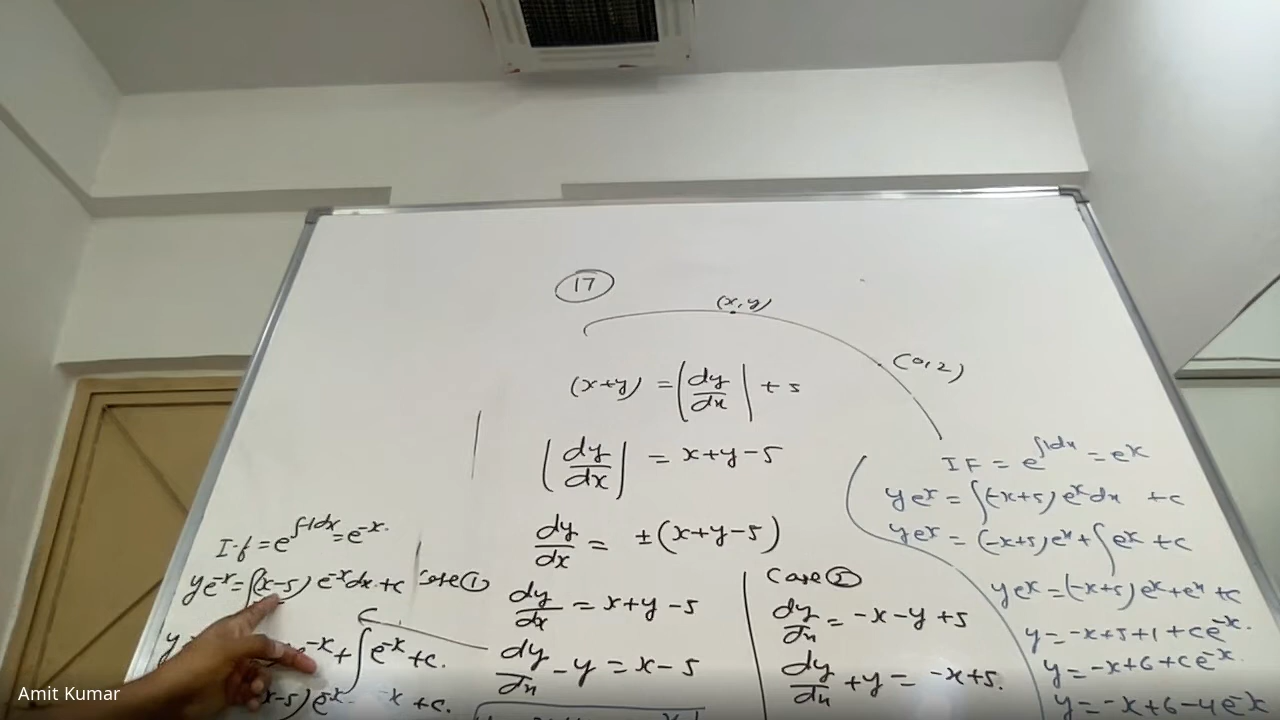 17
(x,y)
(0,2)
(x+y) = |dy/dx| + 5
|dy/dx| = x+y-5
dy/dx = ±(x+y-5)
I.f = e^∫-1dx = e^-x.
ye^-x = ∫(x-5) e^-x dx + c
e^-x + ∫e^-x + c.
x-5) e^-x - -x + c.
Case ①
dy/dx = x+y-5
dy/dx - y = x-5
Case ②
dy/dx = -x-y+5
dy/dx + y = -x+5.
IF = e^∫1dx = e^x
ye^x = ∫(-x+5) e^x dx + c
ye^x = (-x+5) e^x + ∫e^x + c
ye^x = (-x+5) e^x + e^x + c
y = -x+5+1+ce^-x.
y = -x+6+ce^-x.
y = -x+6-4e^-x
Amit Kumar